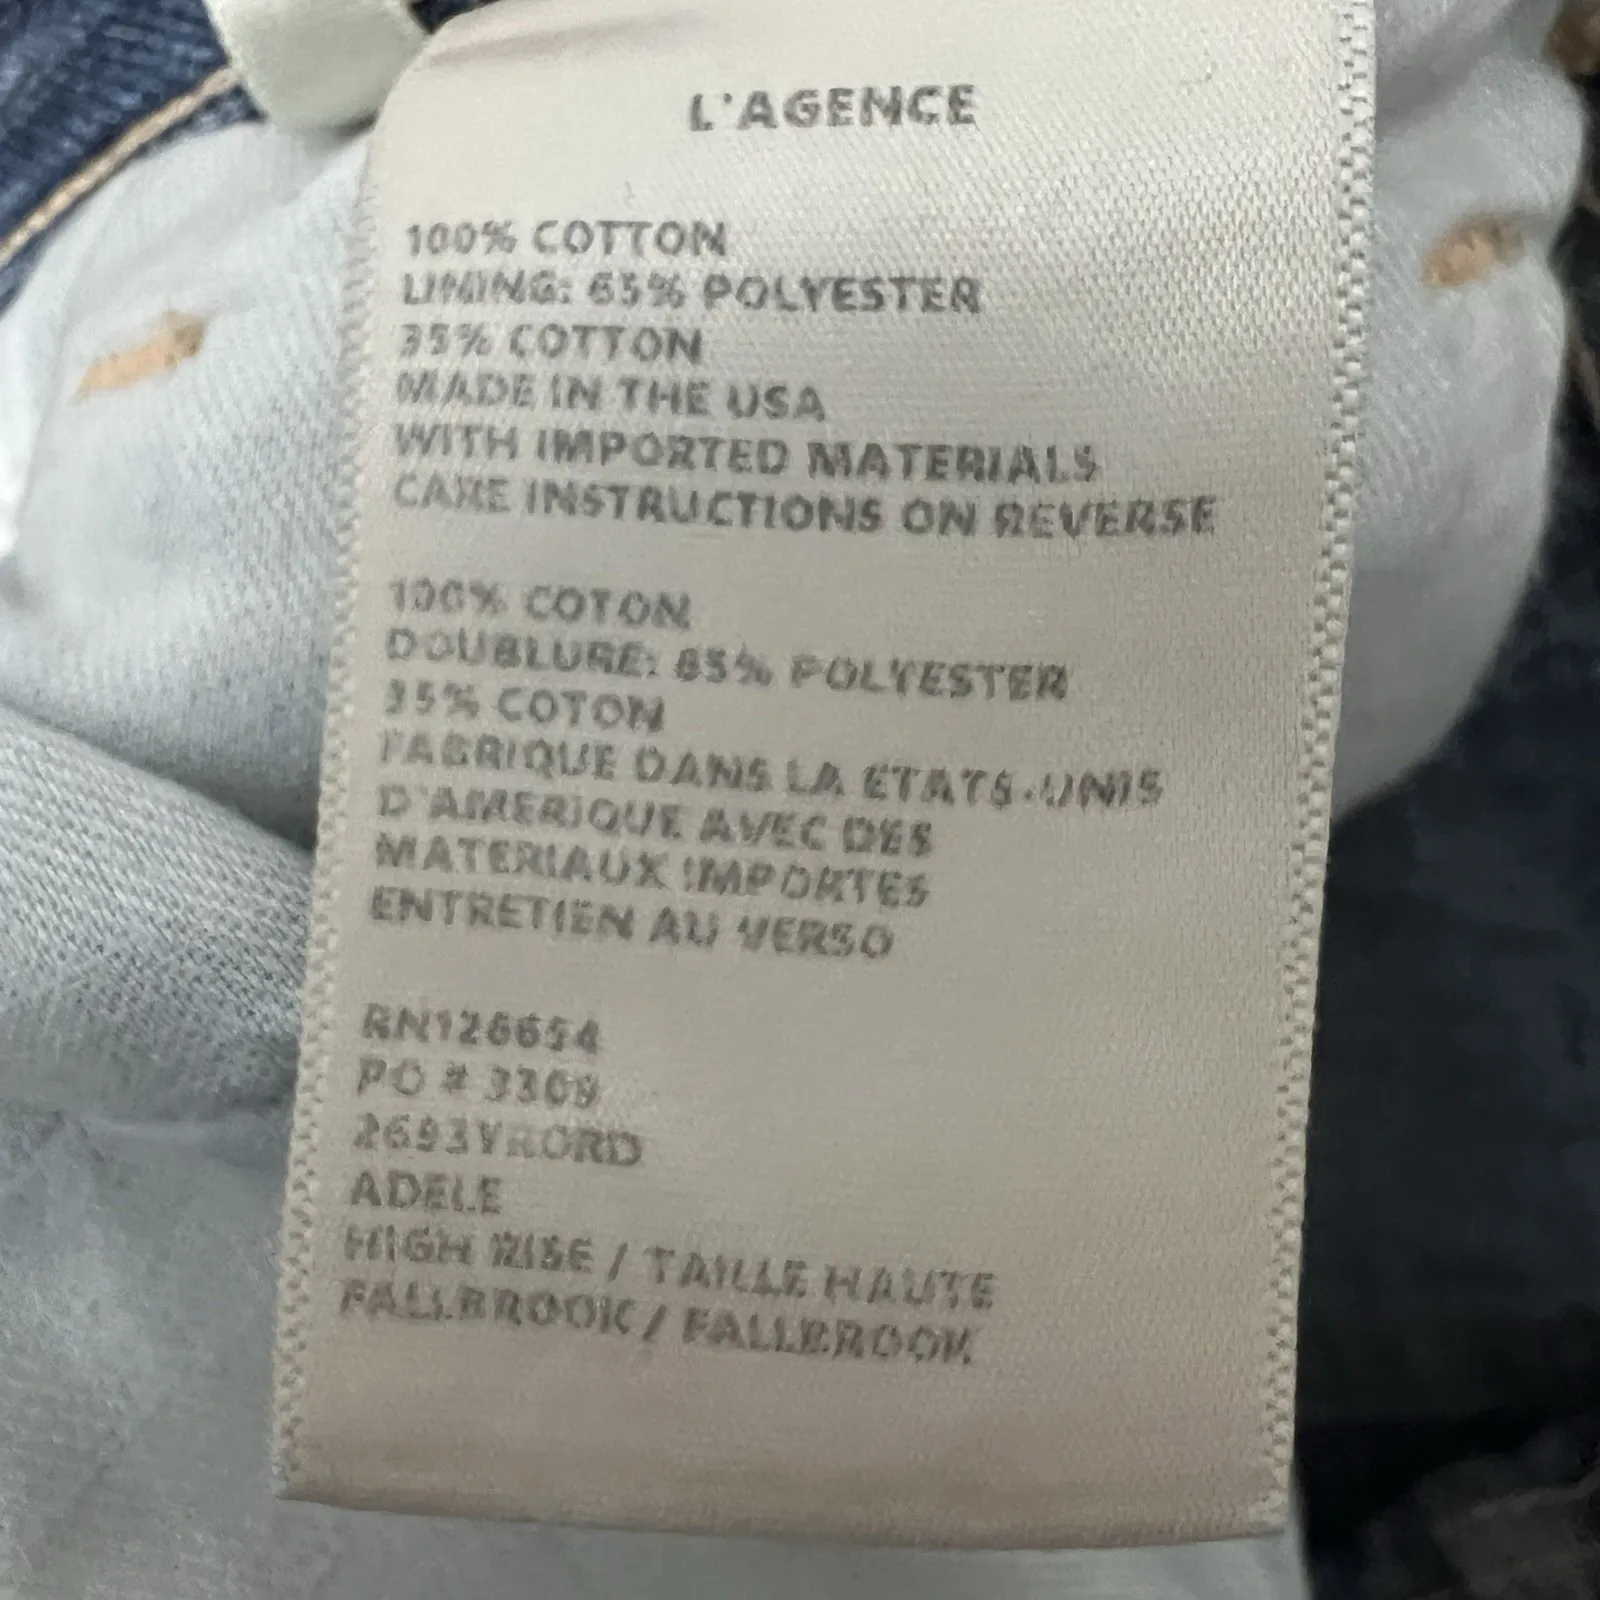 L'AGENCE
100% COTTON
LINING: 65% POLYESTER
35% COTTON
MADE IN THE USA
WITH IMPORTED MATERIALS
CARE INSTRUCTIONS ON REVERSE
100% COTON
DOUBLURE: 65% POLYESTER
35% COTON
FABRIQUE DANS LA ETATS-UNIS
D'AMERIQUE AVEC DES
MATERIAUX IMPORTES
ENTRETIEN AU VERSO
RN126654
PO # 3309
2693YRORD
ADELE
HIGH RISE / TAILLE HAUTE
FALLBROOK / FALLBROOK